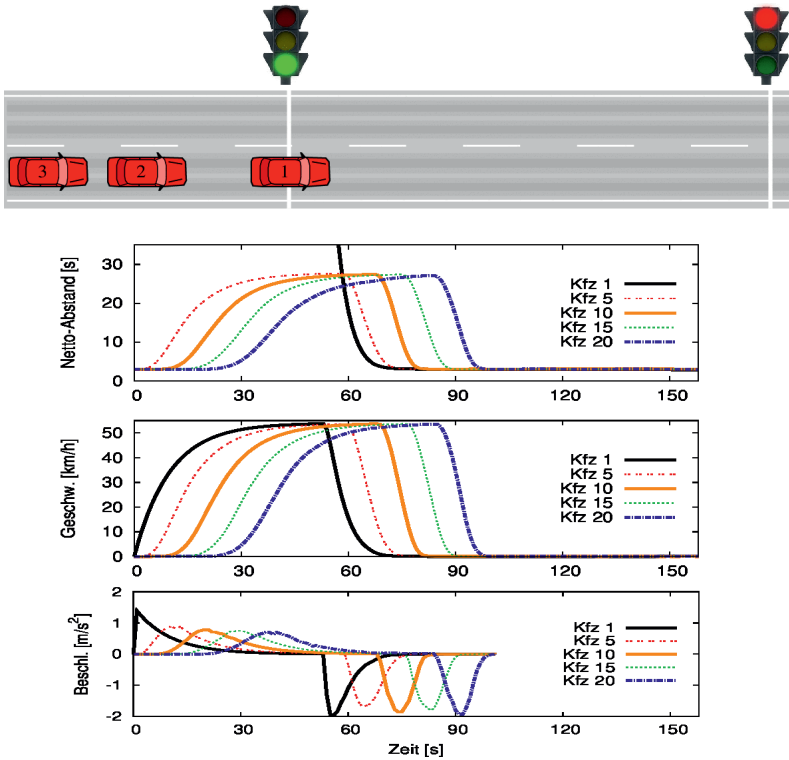 3 2 1
Netto-Abstand [s]
30
20
10
0
0 30 60 90 120 150
Kfz 1
Kfz 5
Kfz 10
Kfz 15
Kfz 20
Geschw. [km/h]
50
40
30
20
10
0
0 30 60 90 120 150
Kfz 1
Kfz 5
Kfz 10
Kfz 15
Kfz 20
Beschl. [m/s²]
2
1
0
-1
-2
0 30 60 90 120 150
Kfz 1
Kfz 5
Kfz 10
Kfz 15
Kfz 20
Zeit [s]